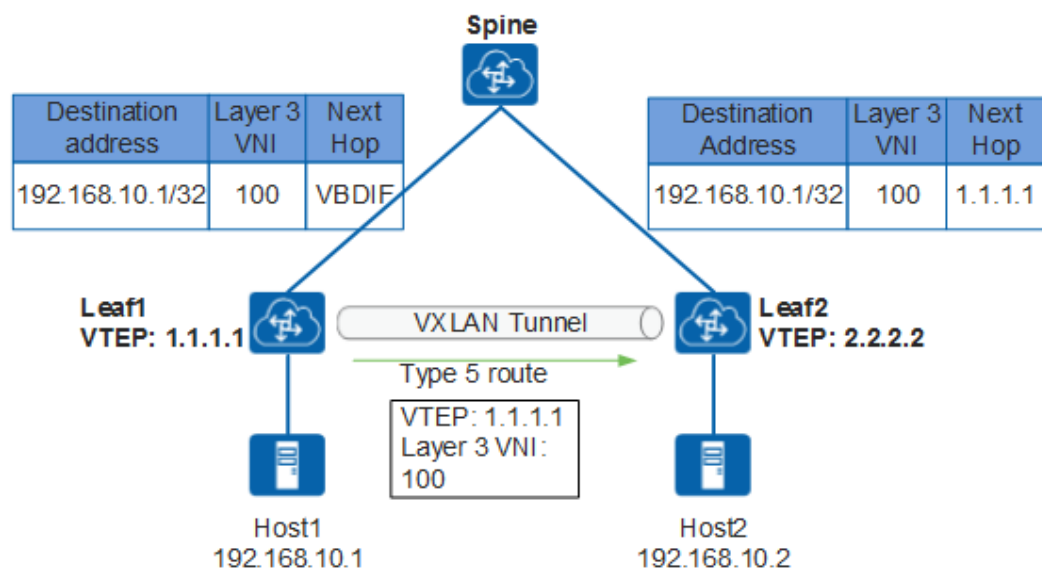 Spine
Destination address
Layer 3 VNI
Next Hop
192.168.10.1/32
100
VBDIF
Destination Address
Layer 3 VNI
Next Hop
192.168.10.1/32
100
1.1.1.1
Leaf1
VTEP: 1.1.1.1
VXLAN Tunnel
Leaf2
VTEP: 2.2.2.2
Type 5 route
VTEP: 1.1.1.1
Layer 3 VNI:
100
Host1
192.168.10.1
Host2
192.168.10.2